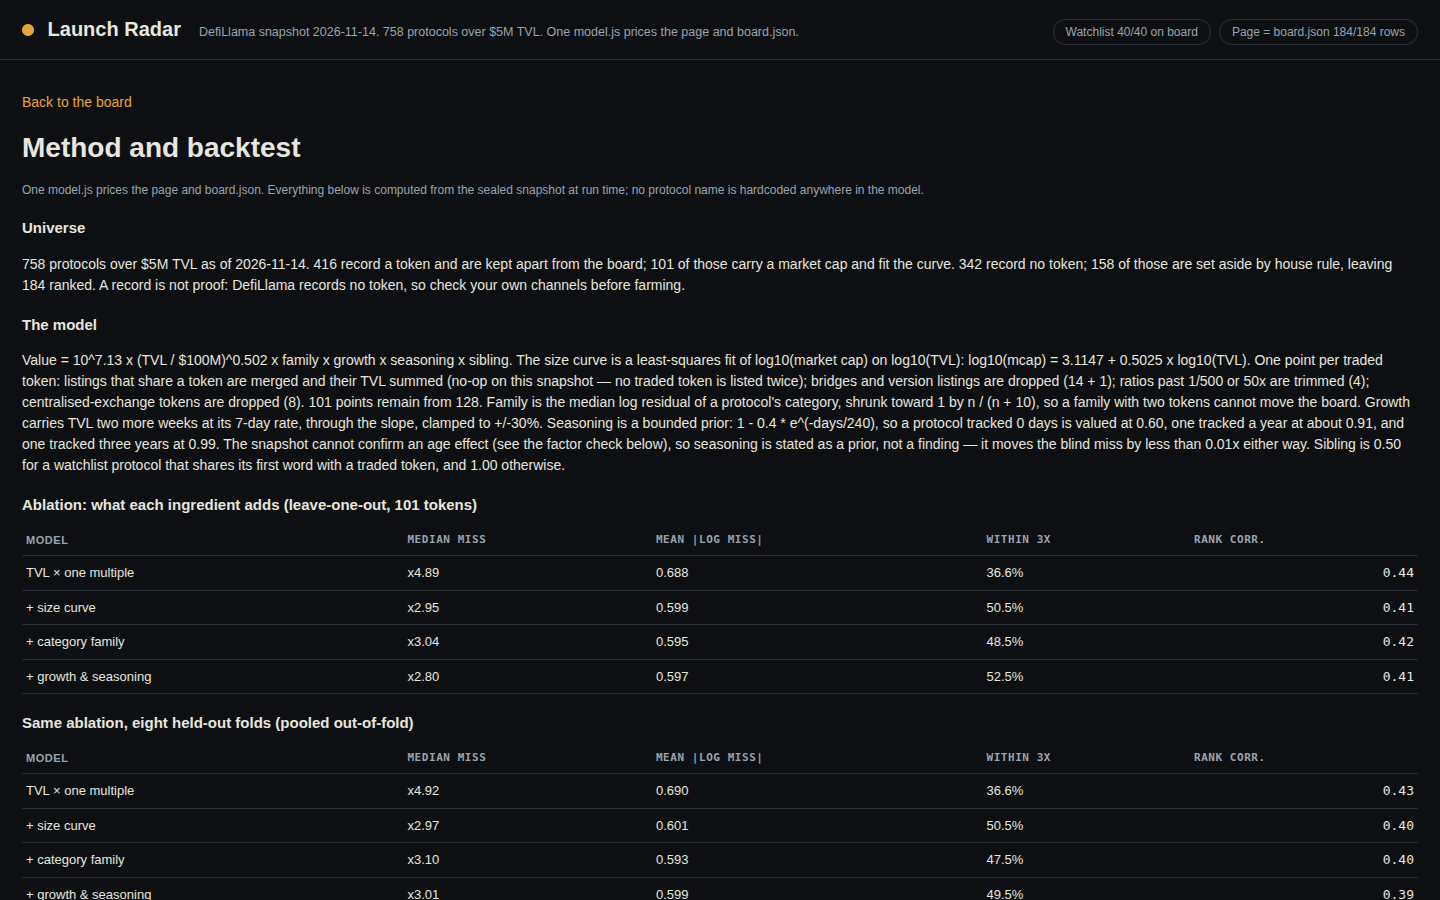 Launch Radar
DefiLlama snapshot 2026-11-14. 758 protocols over $5M TVL. One model.js prices the page and board.json.
Watchlist 40/40 on board
Page = board.json 184/184 rows
Back to the board
Method and backtest
One model.js prices the page and board.json. Everything below is computed from the sealed snapshot at run time; no protocol name is hardcoded anywhere in the model.
Universe
758 protocols over $5M TVL as of 2026-11-14. 416 record a token and are kept apart from the board; 101 of those carry a market cap and fit the curve. 342 record no token; 158 of those are set aside by house rule, leaving
184 ranked. A record is not proof: DefiLlama records no token, so check your own channels before farming.
The model
Value = 10^7.13 x (TVL / $100M)^0.502 x family x growth x seasoning x sibling. The size curve is a least-squares fit of log10(market cap) on log10(TVL): log10(mcap) = 3.1147 + 0.5025 x log10(TVL). One point per traded
token: listings that share a token are merged and their TVL summed (no-op on this snapshot — no traded token is listed twice); bridges and version listings are dropped (14 + 1); ratios past 1/500 or 50x are trimmed (4);
centralised-exchange tokens are dropped (8). 101 points remain from 128. Family is the median log residual of a protocol's category, shrunk toward 1 by n / (n + 10), so a family with two tokens cannot move the board. Growth
carries TVL two more weeks at its 7-day rate, through the slope, clamped to +/-30%. Seasoning is a bounded prior: 1 - 0.4 * e^(-days/240), so a protocol tracked 0 days is valued at 0.60, one tracked a year at about 0.91, and
one tracked three years at 0.99. The snapshot cannot confirm an age effect (see the factor check below), so seasoning is stated as a prior, not a finding — it moves the blind miss by less than 0.01x either way. Sibling is 0.50
for a watchlist protocol that shares its first word with a traded token, and 1.00 otherwise.
Ablation: what each ingredient adds (leave-one-out, 101 tokens)
MODEL MEDIAN MISS MEAN |LOG MISS| WITHIN 3X RANK CORR.
TVL × one multiple x4.89 0.688 36.6% 0.44
+ size curve x2.95 0.599 50.5% 0.41
+ category family x3.04 0.595 48.5% 0.42
+ growth & seasoning x2.80 0.597 52.5% 0.41
Same ablation, eight held-out folds (pooled out-of-fold)
MODEL MEDIAN MISS MEAN |LOG MISS| WITHIN 3X RANK CORR.
TVL × one multiple x4.92 0.690 36.6% 0.43
+ size curve x2.97 0.601 50.5% 0.40
+ category family x3.10 0.593 47.5% 0.40
+ growth & seasoning x3.01 0.599 49.5% 0.39